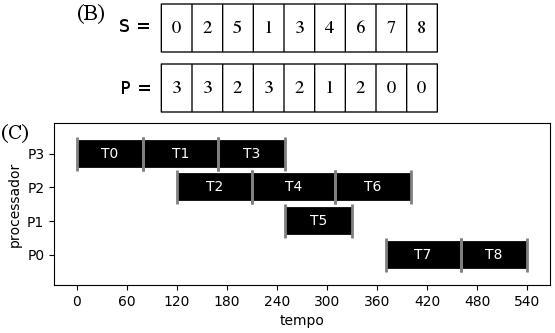 (B)
S = 0 2 5 1 3 4 6 7 8
P = 3 3 2 3 2 1 2 0 0
(C)
P3 T0 T1 T3
P2 T2 T4 T6
P1 T5
P0 T7 T8
processador
0 60 120 180 240 300 360 420 480 540
tempo